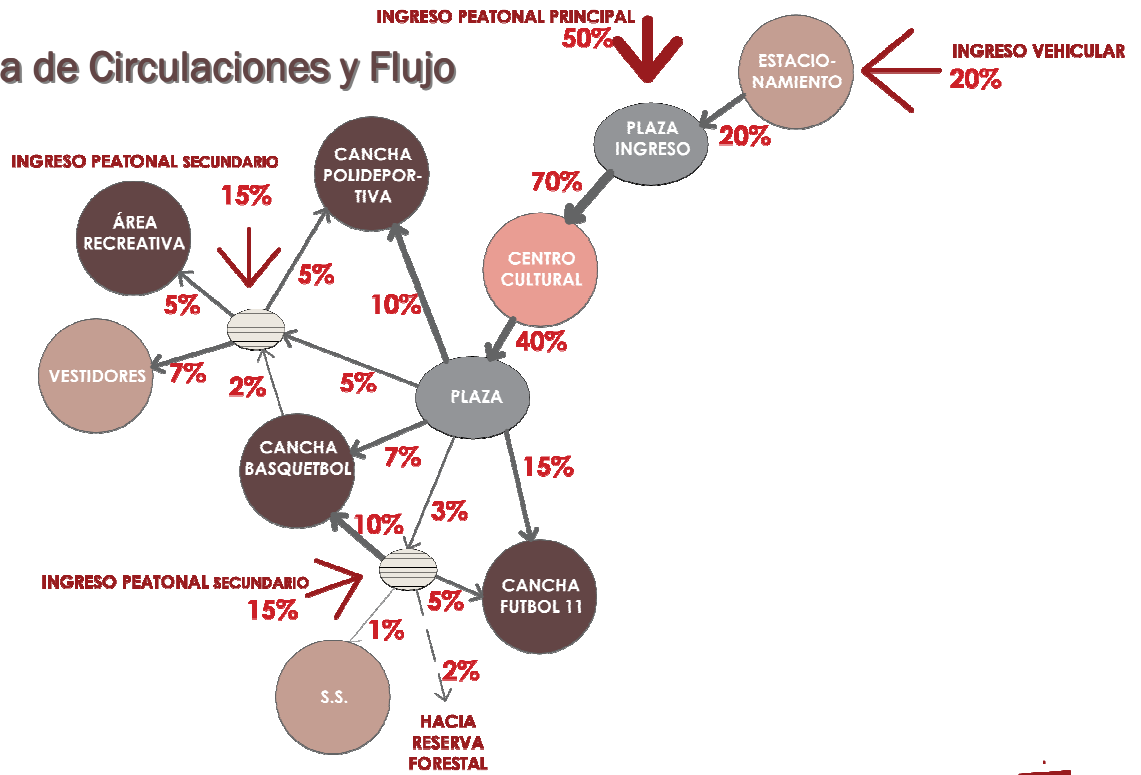 INGRESO PEATONAL PRINCIPAL
50%
a de Circulaciones y Flujo
ESTACIO-
NAMIENTO
INGRESO VEHICULAR
20%
20%
PLAZA
INGRESO
70%
CENTRO
CULTURAL
40%
INGRESO PEATONAL SECUNDARIO
15%
CANCHA
POLIDEPOR-
TIVA
ÁREA
RECREATIVA
5%
5%
10%
VESTIDORES
7%
2%
5%
PLAZA
CANCHA
BASQUETBOL
7%
15%
3%
10%
INGRESO PEATONAL SECUNDARIO
15%
5%
CANCHA
FUTBOL 11
1%
2%
S.S.
HACIA
RESERVA
FORESTAL